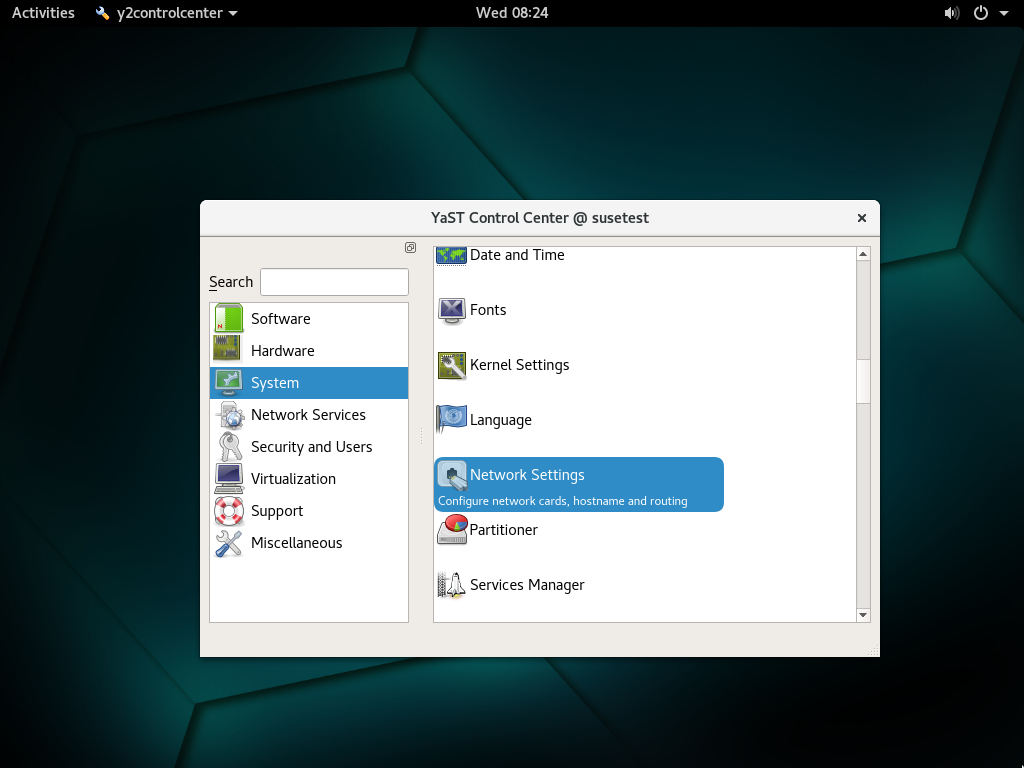 Activities
y2controlcenter
Wed 08:24
YaST Control Center @ susetest
Search
Software
Hardware
System
Network Services
Security and Users
Virtualization
Support
Miscellaneous
Date and Time
Fonts
Kernel Settings
Language
Network Settings
Configure network cards, hostname and routing
Partitioner
Services Manager